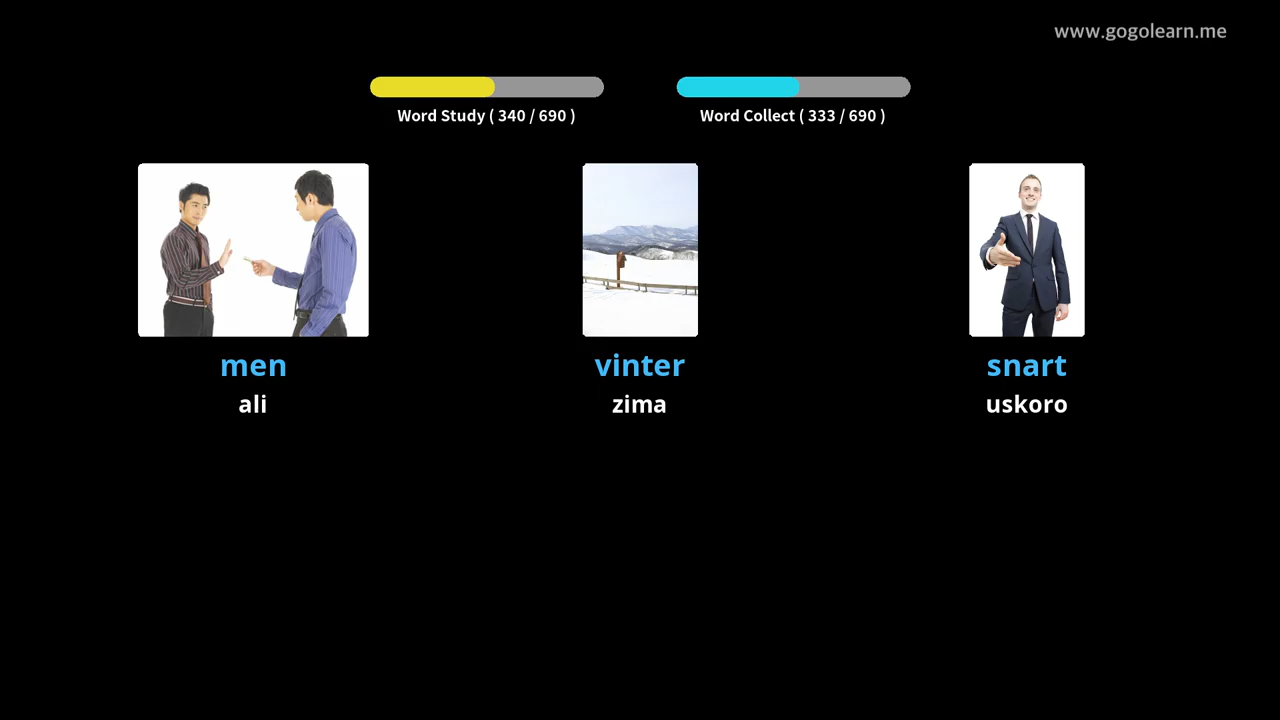 www.gogolearn.me
Word Study ( 340 / 690 )
Word Collect ( 333 / 690 )
men
vinter
snart
ali
zima
uskoro